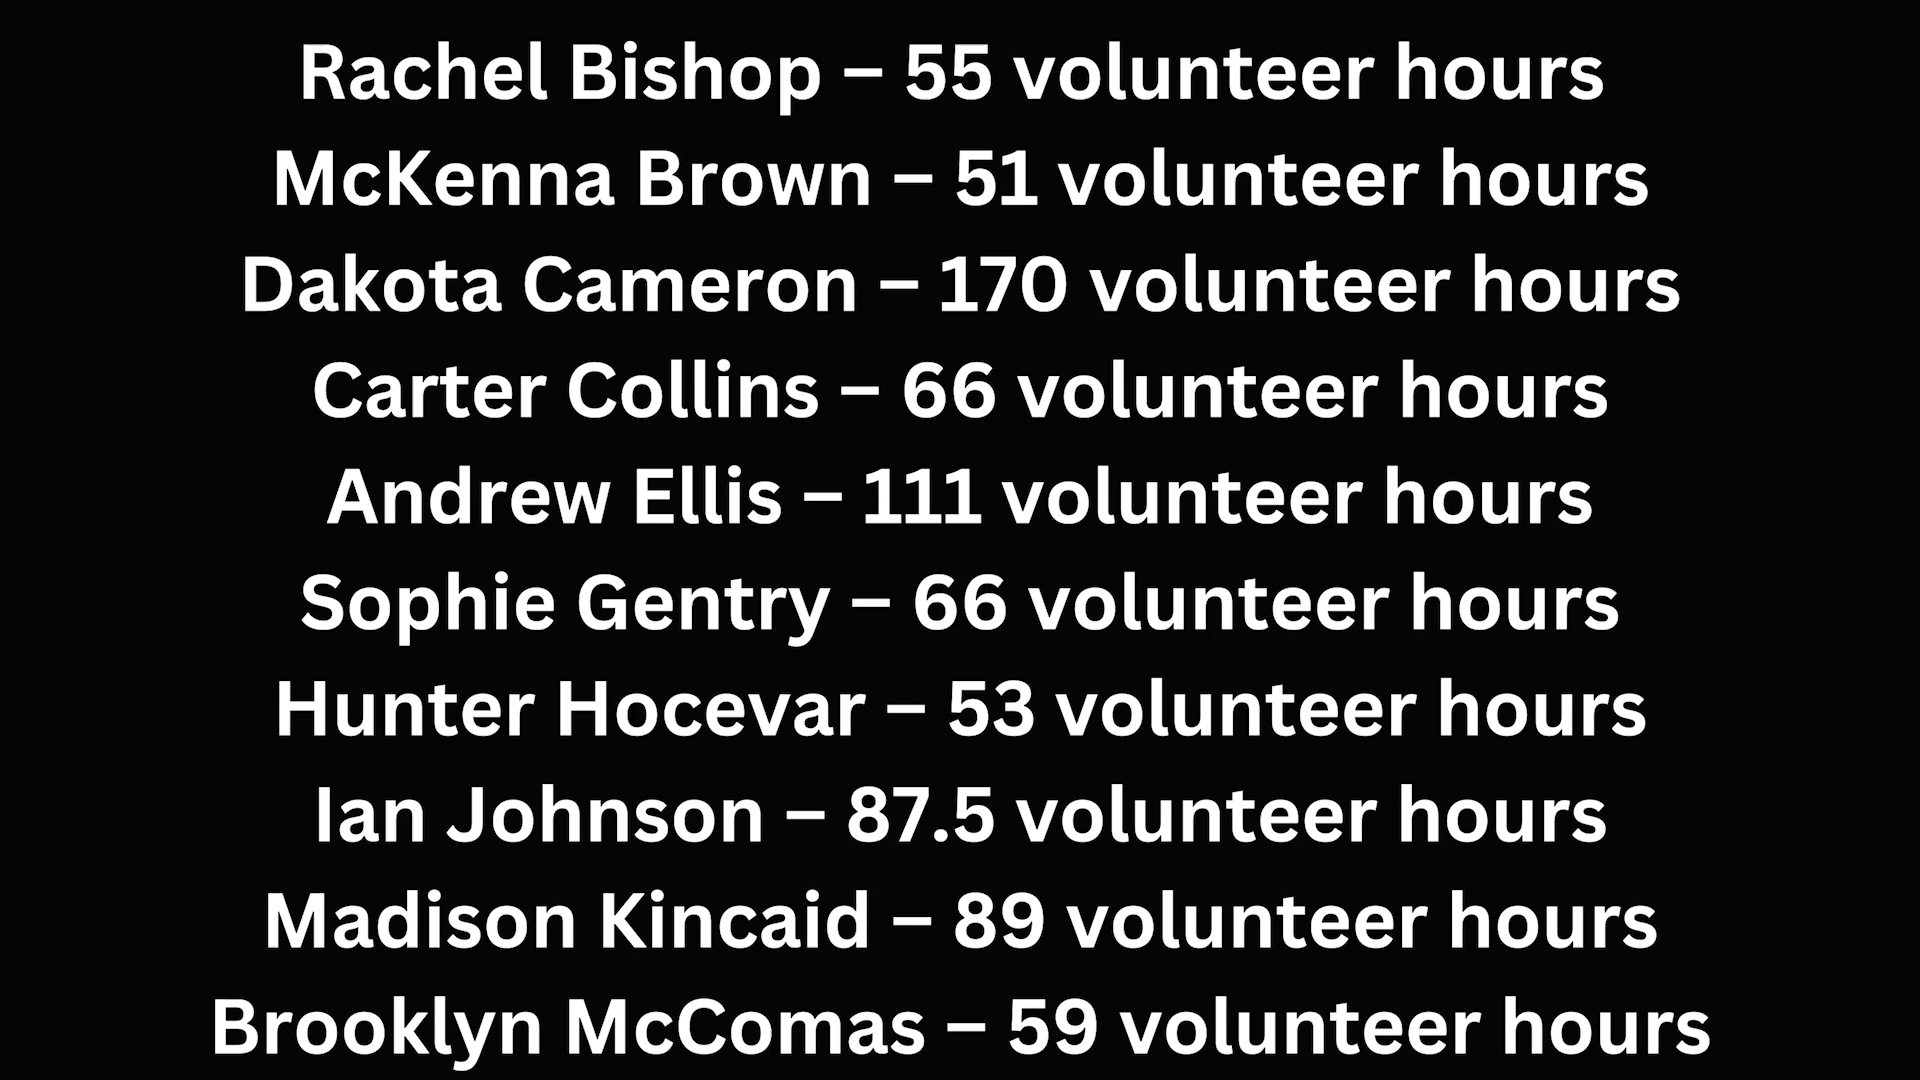 Rachel Bishop – 55 volunteer hours
McKenna Brown – 51 volunteer hours
Dakota Cameron – 170 volunteer hours
Carter Collins – 66 volunteer hours
Andrew Ellis – 111 volunteer hours
Sophie Gentry – 66 volunteer hours
Hunter Hocevar – 53 volunteer hours
Ian Johnson – 87.5 volunteer hours
Madison Kincaid – 89 volunteer hours
Brooklyn McComas – 59 volunteer hours